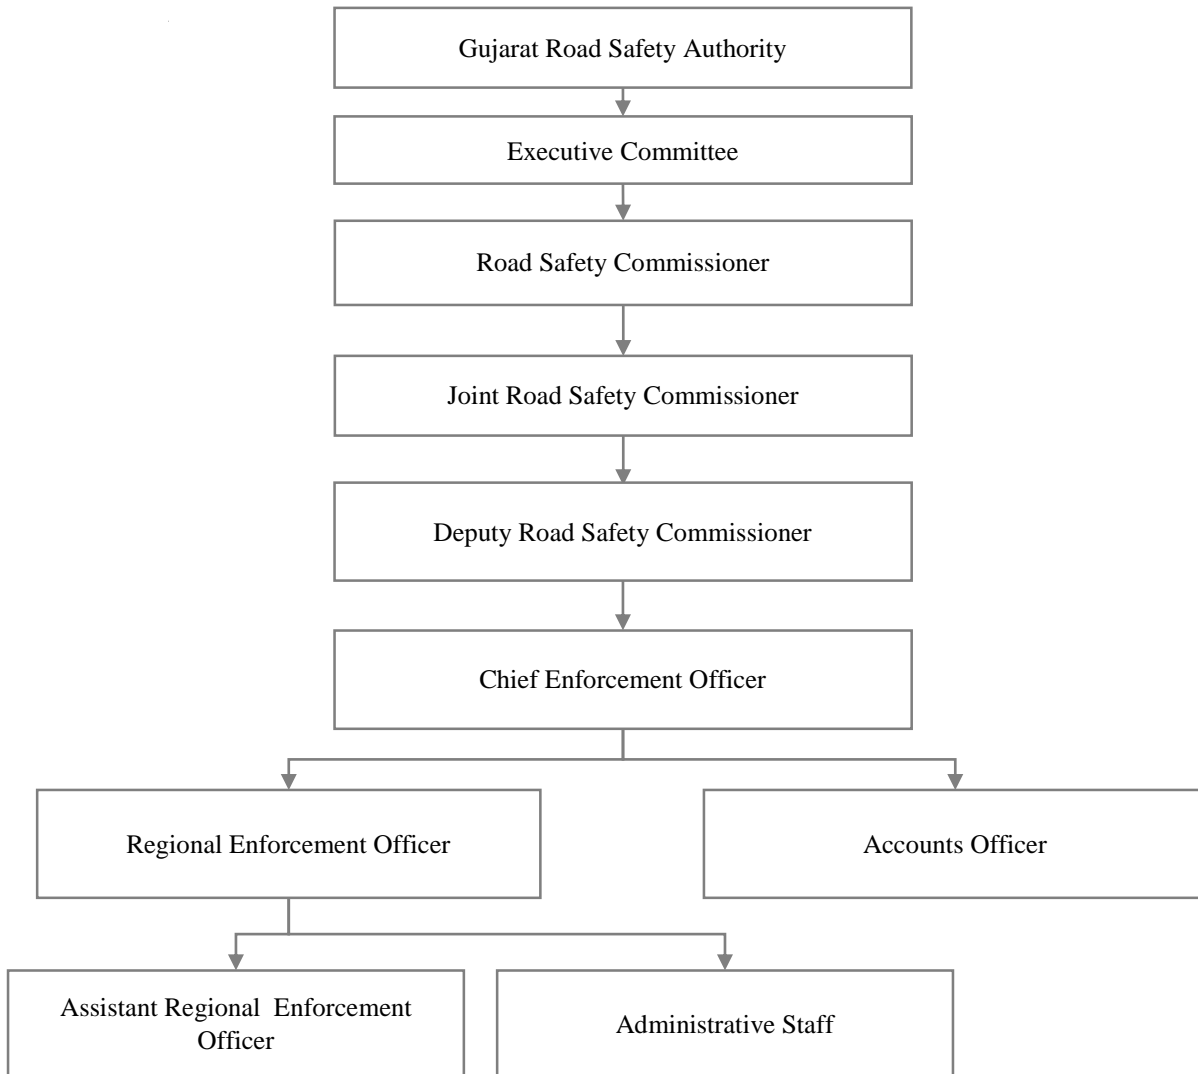 Gujarat Road Safety Authority
Executive Committee
Road Safety Commissioner
Joint Road Safety Commissioner
Deputy Road Safety Commissioner
Chief Enforcement Officer
Regional Enforcement Officer
Accounts Officer
Assistant Regional  Enforcement
Officer
Administrative Staff